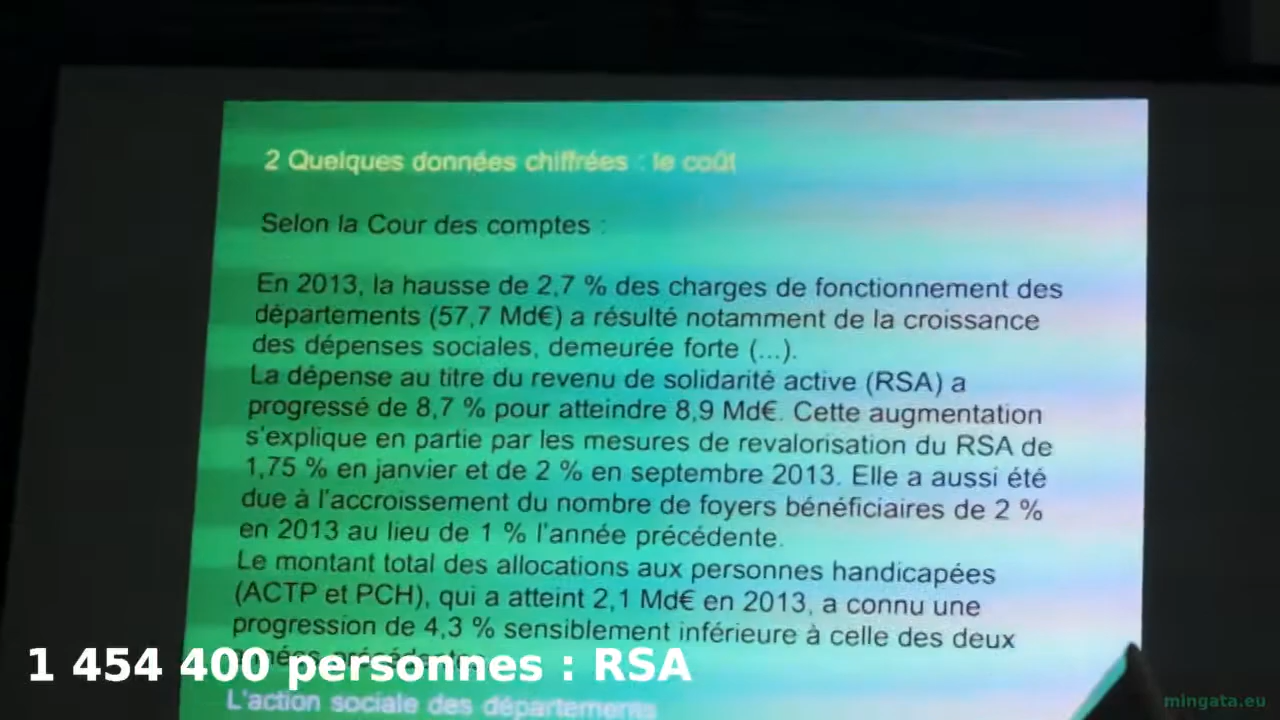 2 Quelques données chiffrées : le coût
Selon la Cour des comptes :
En 2013, la hausse de 2,7 % des charges de fonctionnement des
départements (57,7 Md€) a résulté notamment de la croissance
des dépenses sociales, demeurée forte (...).
La dépense au titre du revenu de solidarité active (RSA) a
progressé de 8,7 % pour atteindre 8,9 Md€. Cette augmentation
s'explique en partie par les mesures de revalorisation du RSA de
1,75 % en janvier et de 2 % en septembre 2013. Elle a aussi été
due à l'accroissement du nombre de foyers bénéficiaires de 2 %
en 2013 au lieu de 1 % l'année précédente.
Le montant total des allocations aux personnes handicapées
(ACTP et PCH), qui a atteint 2,1 Md€ en 2013, a connu une
progression de 4,3 % sensiblement inférieure à celle des deux
années précédentes
1 454 400 personnes : RSA
L'action sociale des départements
mingata.eu